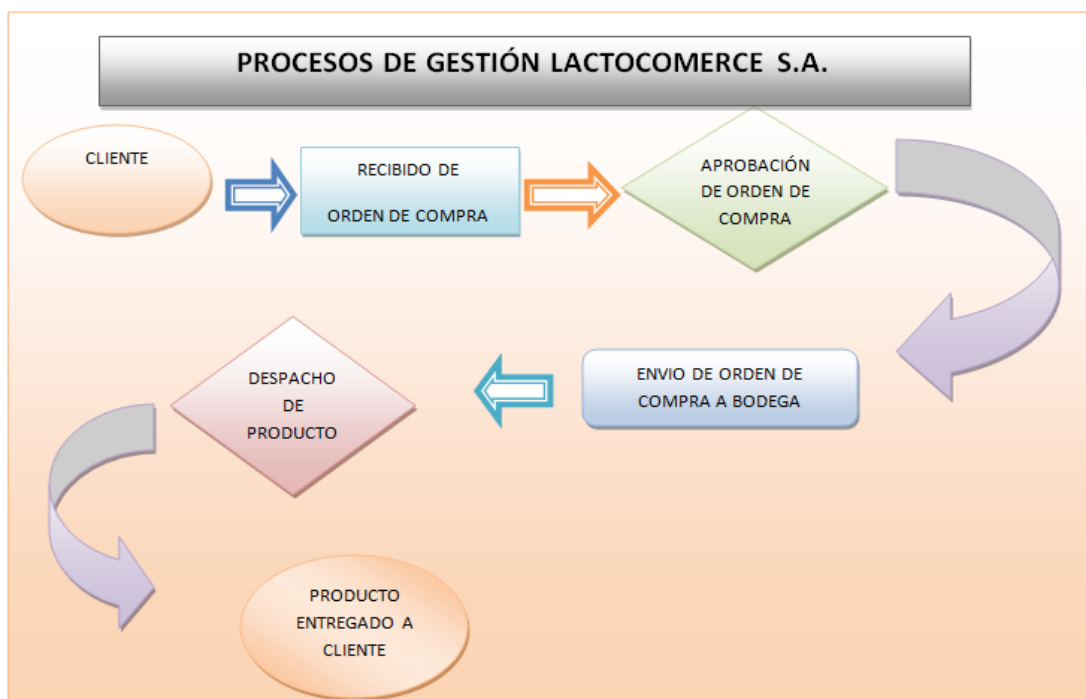 PROCESOS DE GESTIÓN LACTOCOMERCE S.A.
CLIENTE
RECIBIDO DE
ORDEN DE COMPRA
APROBACIÓN
DE ORDEN DE
COMPRA
ENVIO DE ORDEN DE
COMPRA A BODEGA
DESPACHO
DE
PRODUCTO
PRODUCTO
ENTREGADO A
CLIENTE